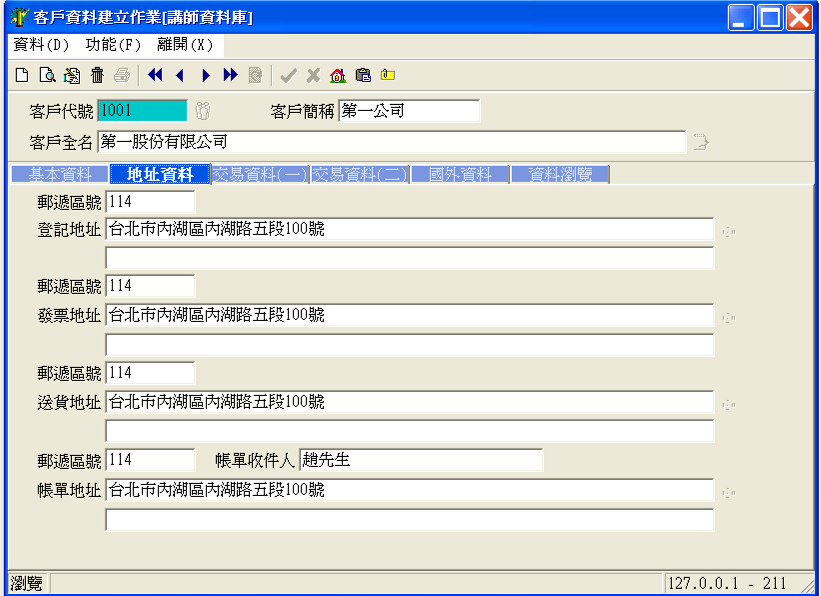 客戶資料建立作業[講師資料庫]
資料(D) 功能(F) 離開(X)
客戶代號 1001 客戶簡稱 第一公司
客戶全名 第一股份有限公司
基本資料 地址資料 交易資料(一) 交易資料(二) 國外資料 資料瀏覽
郵遞區號 114
登記地址 台北市內湖區內湖路五段100號
郵遞區號 114
發票地址 台北市內湖區內湖路五段100號
郵遞區號 114
送貨地址 台北市內湖區內湖路五段100號
郵遞區號 114 帳單收件人 趙先生
帳單地址 台北市內湖區內湖路五段100號
瀏覽 127.0.0.1 - 211